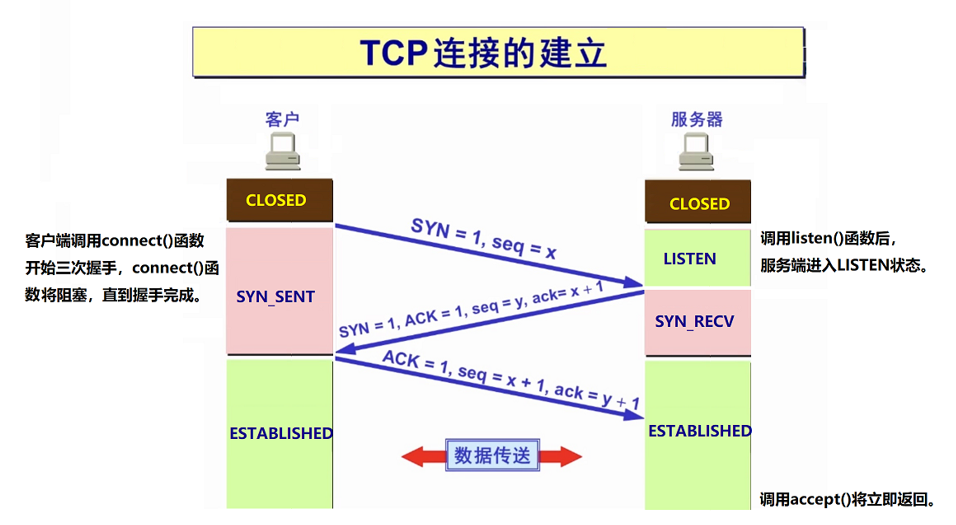 TCP连接的建立
客户
服务器
CLOSED
CLOSED
客户端调用connect()函数
开始三次握手，connect()函
数将阻塞，直到握手完成。
SYN = 1, seq = x
调用listen()函数后，
服务端进入LISTEN状态。
LISTEN
SYN_SENT
SYN = 1, ACK = 1, seq = y, ack= x + 1
SYN_RECV
ACK = 1, seq = x + 1, ack = y + 1
ESTABLISHED
ESTABLISHED
数据传送
调用accept()将立即返回。